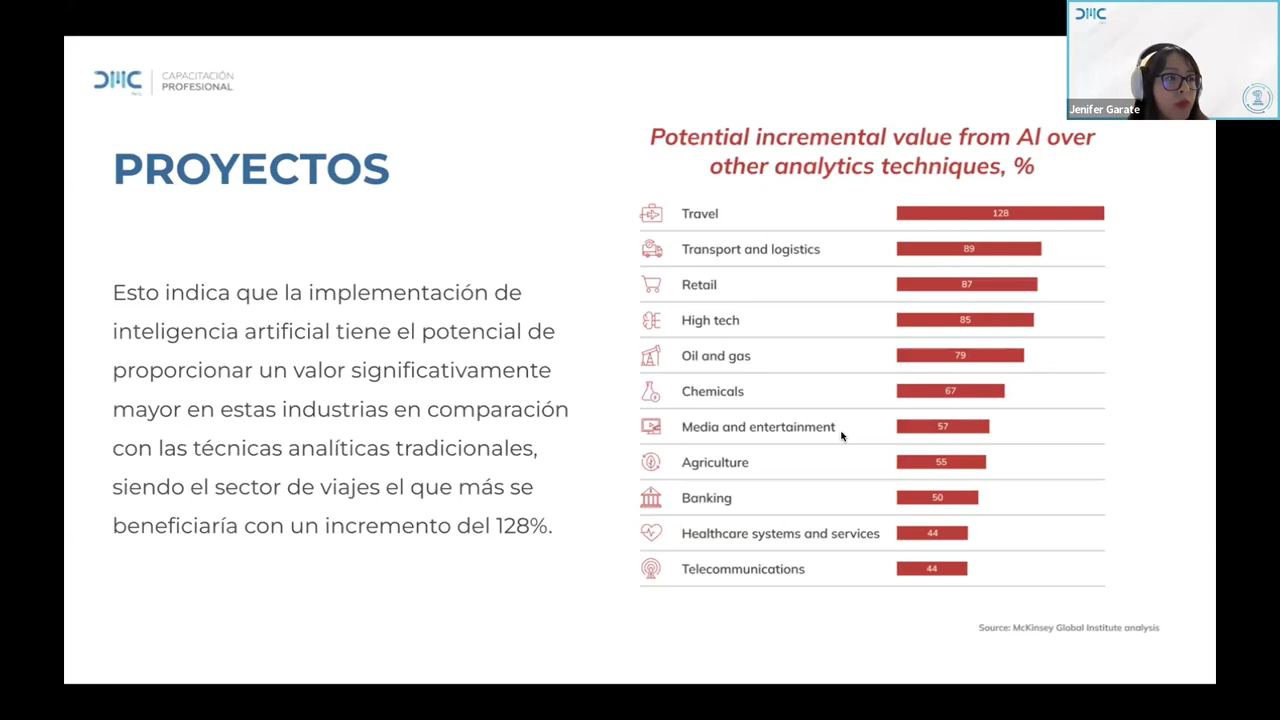 DMC
CAPACITACIÓN
PROFESIONAL
DMC
Jenifer Garate
PROYECTOS
Esto indica que la implementación de
inteligencia artificial tiene el potencial de
proporcionar un valor significativamente
mayor en estas industrias en comparación
con las técnicas analíticas tradicionales,
siendo el sector de viajes el que más se
beneficiaría con un incremento del 128%.
Potential incremental value from AI over
other analytics techniques, %
Travel 128
Transport and logistics 89
Retail 87
High tech 85
Oil and gas 79
Chemicals 67
Media and entertainment 57
Agriculture 55
Banking 50
Healthcare systems and services 44
Telecommunications 44
Source: McKinsey Global Institute analysis